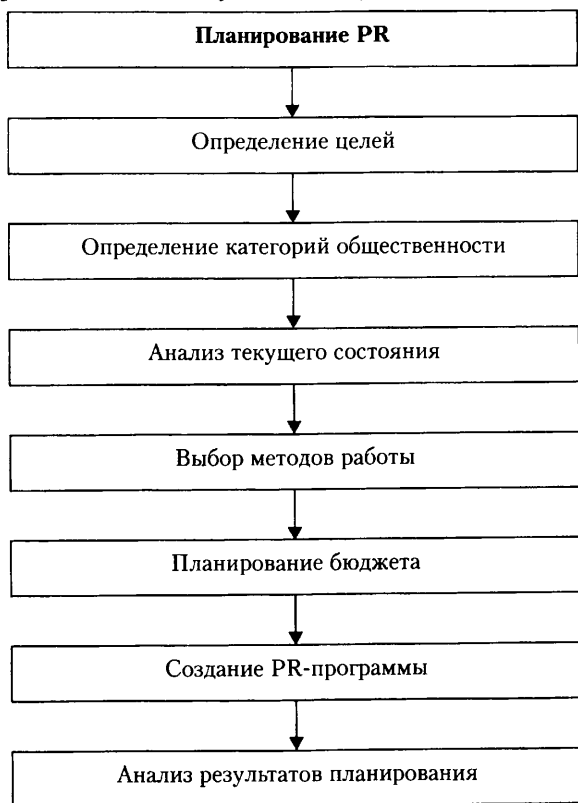 Планирование PR
Определение целей
Определение категорий общественности
Анализ текущего состояния
Выбор методов работы
Планирование бюджета
Создание PR-программы
Анализ результатов планирования